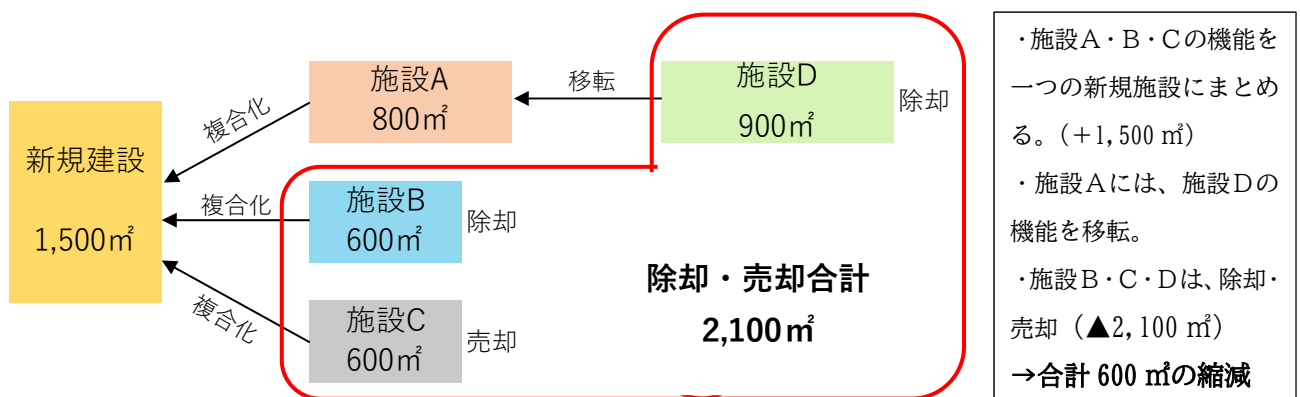 新規建設
1,500㎡
複合化
複合化
複合化
施設A
800㎡
移転
施設D
900㎡
除却
施設B
600㎡
除却
施設C
600㎡
売却
除却・売却合計
2,100㎡
・施設A・B・Cの機能を
一つの新規施設にまとめ
る。（＋1,500 ㎡）
・施設Aには、施設Dの
機能を移転。
・施設B・C・Dは、除却・
売却（▲2,100 ㎡）
→合計 600 ㎡の縮減